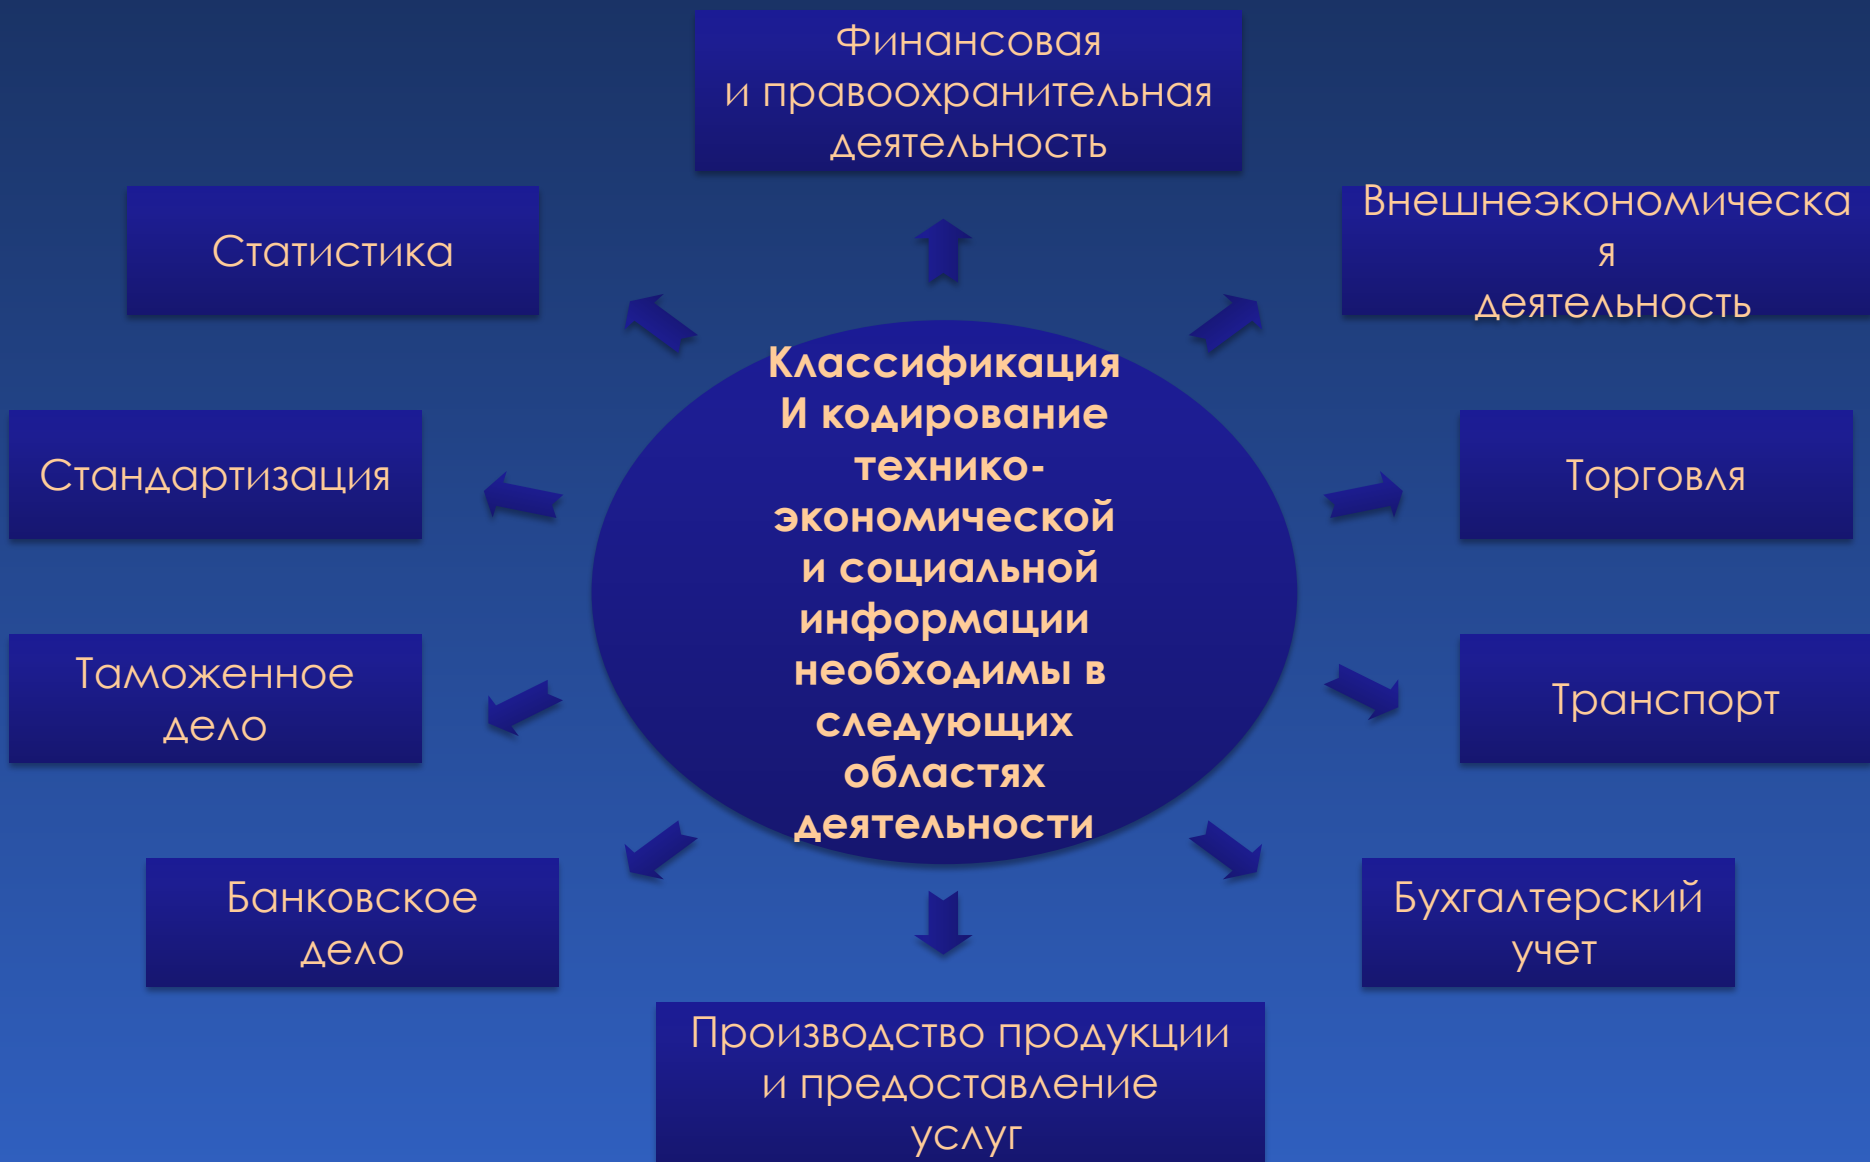 Финансовая
и правоохранительная
деятельность
Статистика
Внешнеэкономическа
я
деятельность
Классификация
И кодирование
технико-
экономической
и социальной
информации
необходимы в
следующих
областях
деятельности
Стандартизация
Торговля
Таможенное
дело
Транспорт
Банковское
дело
Бухгалтерский
учет
Производство продукции
и предоставление
услуг